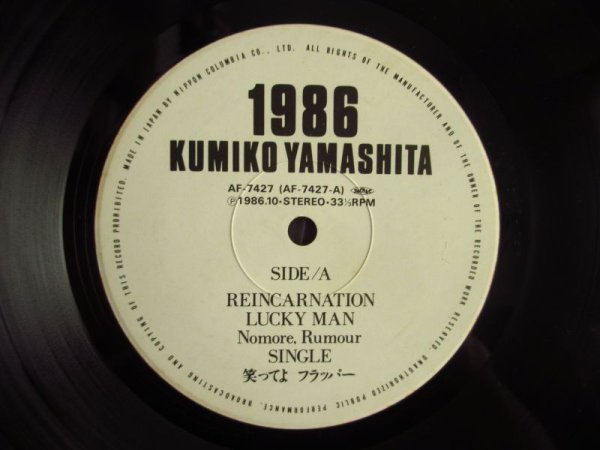 MADE IN JAPAN BY NIPPON COLUMBIA CO., LTD. ALL RIGHTS OF THE MANUFACTURER AND OF THE OWNER OF THE RECORDED WORK RESERVED. UNAUTHORIZED PUBLIC PERFORMANCE, BROADCASTING AND COPYING OF THIS RECORD PROHIBITED.
1986
KUMIKO YAMASHITA
AF-7427 (AF-7427-A)
Ⓟ1986.10・STEREO・33⅓RPM
SIDE/A
REINCARNATION
LUCKY MAN
Nomore, Rumour
SINGLE
笑ってよ フラッパー